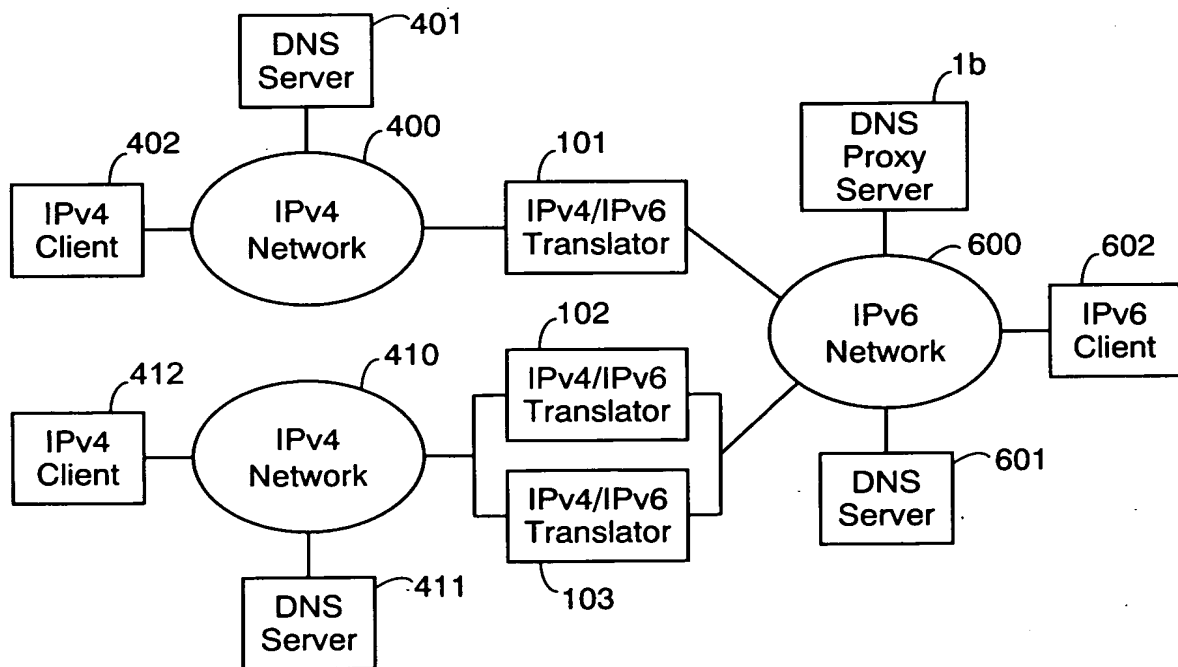 DNS
Server
401
402
400
IPv4
Client
IPv4
Network
101
IPv4/IPv6
Translator
1b
DNS
Proxy
Server
600
602
IPv6
Network
IPv6
Client
412
410
IPv4
Client
IPv4
Network
102
IPv4/IPv6
Translator
IPv4/IPv6
Translator
103
601
DNS
Server
411
DNS
Server